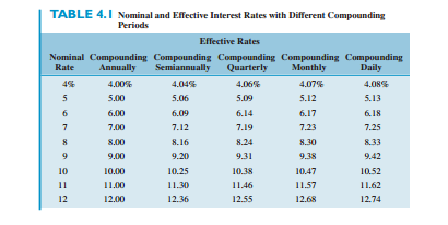 TABLE 4.1 Nominal and Effective Interest Rates with Different Compounding
Periods
Effective Rates
Nominal Compounding Compounding Compounding Compounding Compounding
Rate Annually Semiannually Quarterly Monthly Daily
4% 4.00% 4.04% 4.06% 4.07% 4.08%
5 5.00 5.06 5.09 5.12 5.13
6 6.00 6.09 6.14 6.17 6.18
7 7.00 7.12 7.19 7.23 7.25
8 8.00 8.16 8.24 8.30 8.33
9 9.00 9.20 9.31 9.38 9.42
10 10.00 10.25 10.38 10.47 10.52
11 11.00 11.30 11.46 11.57 11.62
12 12.00 12.36 12.55 12.68 12.74